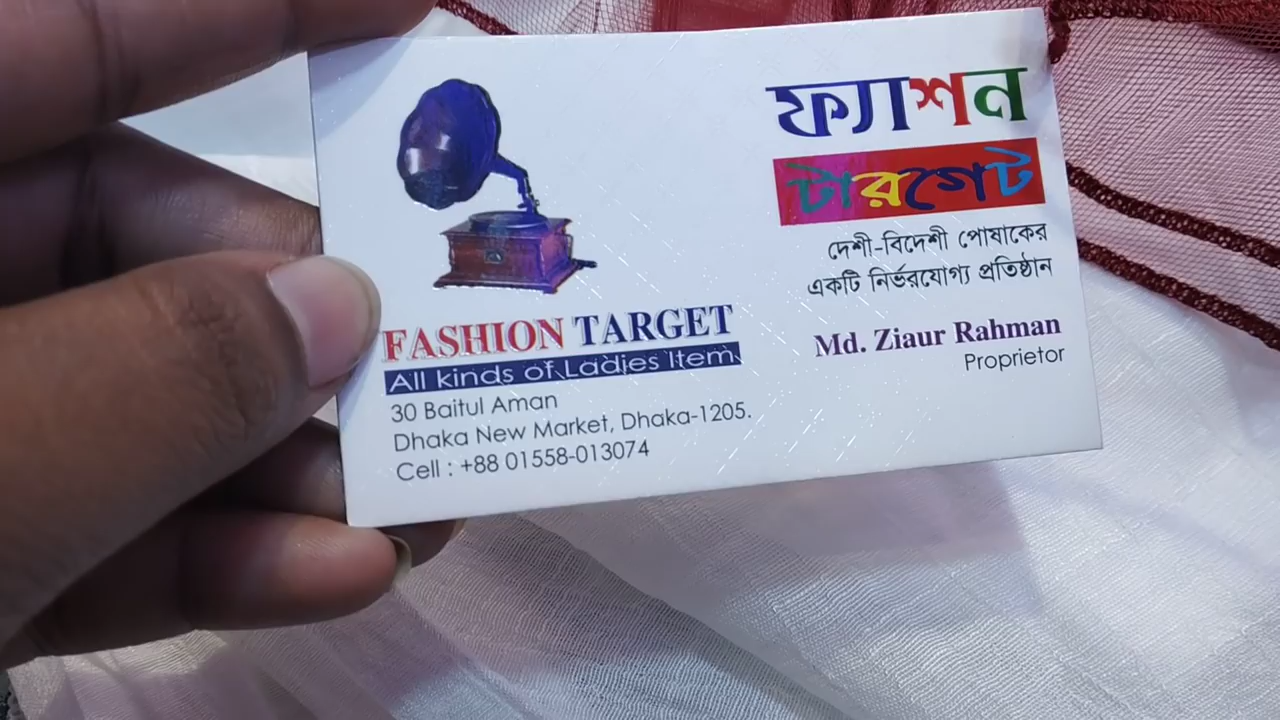 ফ্যাশন
টারগেট
দেশী-বিদেশী পোষাকের
একটি নির্ভরযোগ্য প্রতিষ্ঠান
Md. Ziaur Rahman
Proprietor
FASHION TARGET
All kinds of Ladies Item
30 Baitul Aman
Dhaka New Market, Dhaka-1205.
Cell : +88 01558-013074